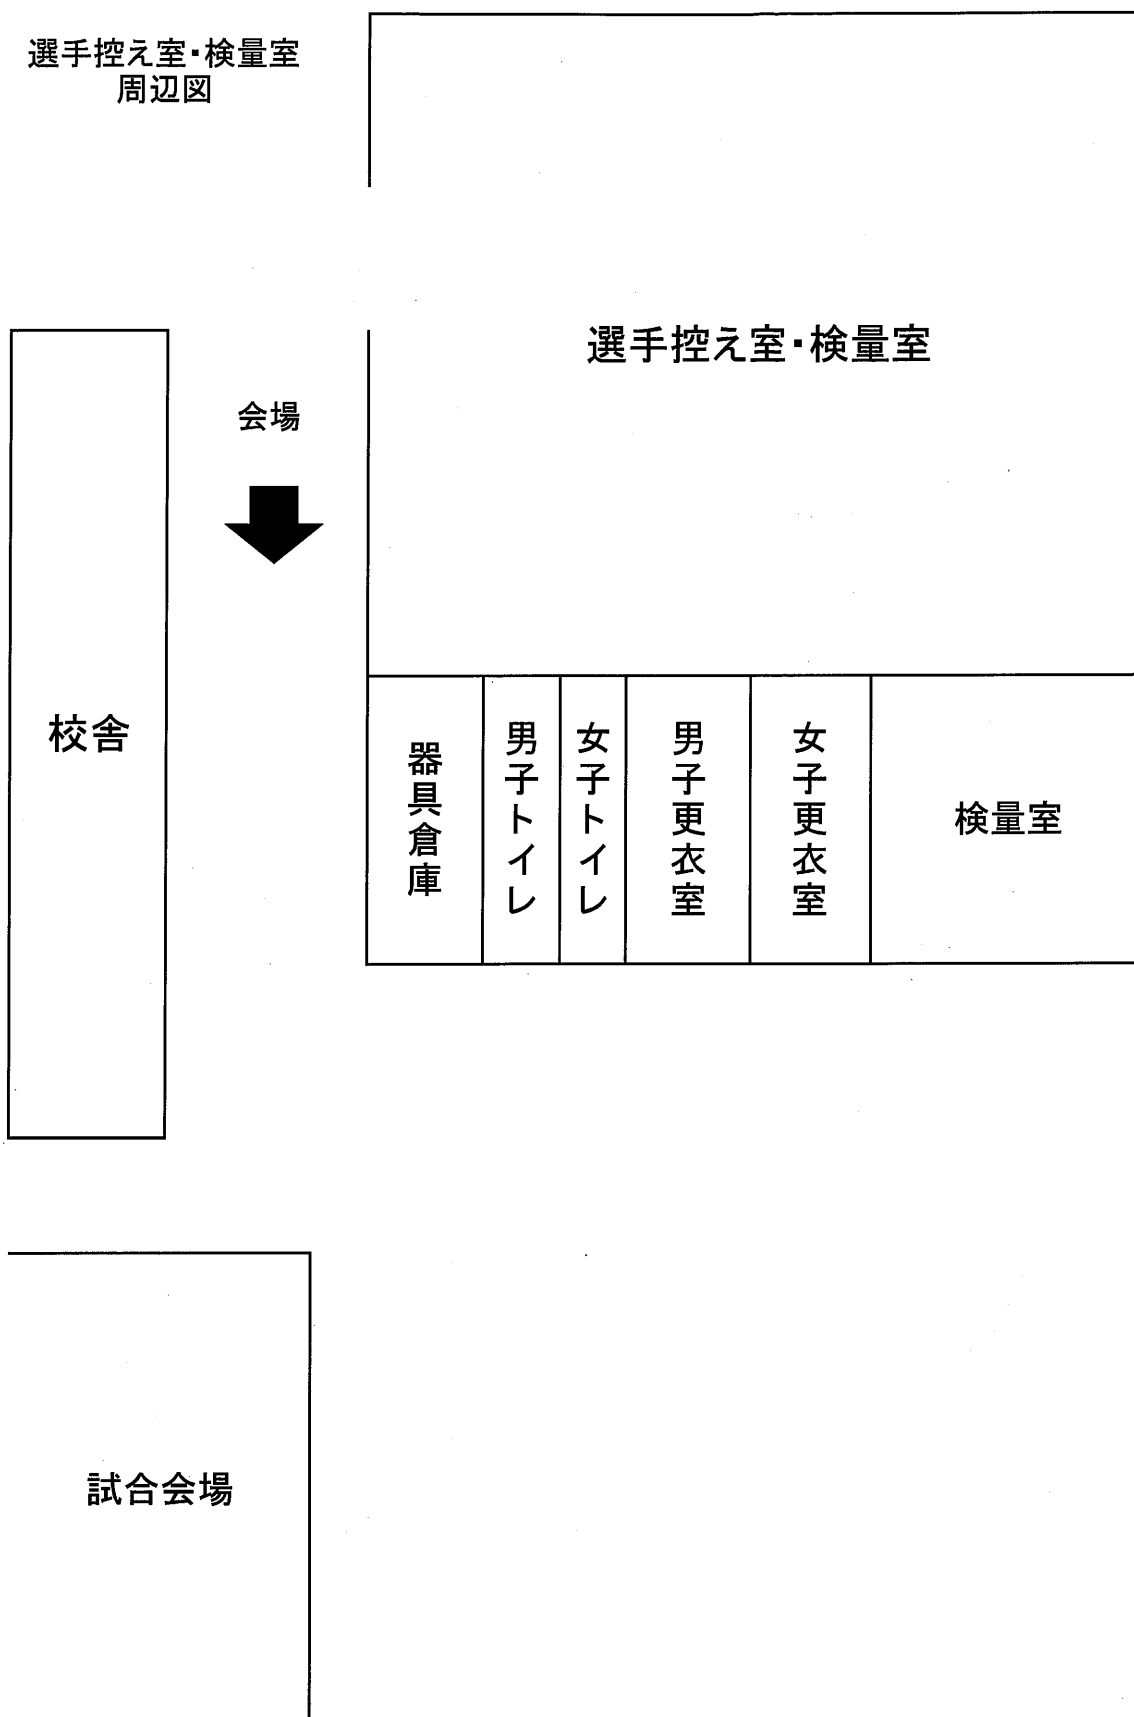 選手控え室・検量室
周辺図
選手控え室・検量室
会場
校舎
器具倉庫
男子トイレ
女子トイレ
男子更衣室
女子更衣室
検量室
試合会場